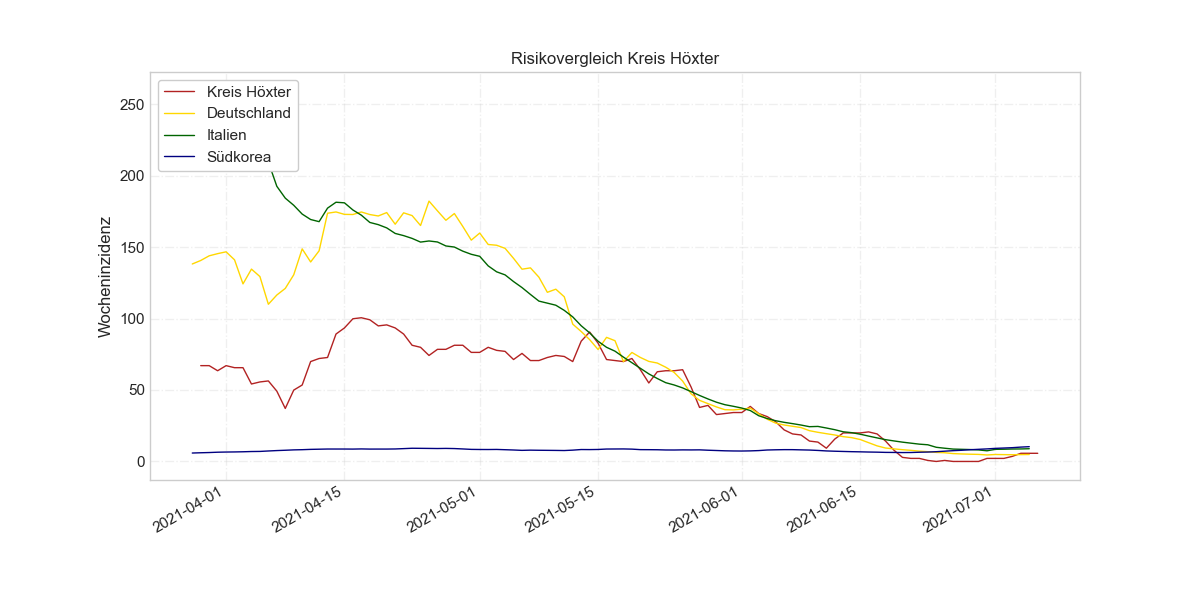 Risikovergleich Kreis Höxter
Kreis Höxter
Deutschland
Italien
Südkorea
Wocheninzidenz
250
200
150
100
50
0
2021-04-01
2021-04-15
2021-05-01
2021-05-15
2021-06-01
2021-06-15
2021-07-01